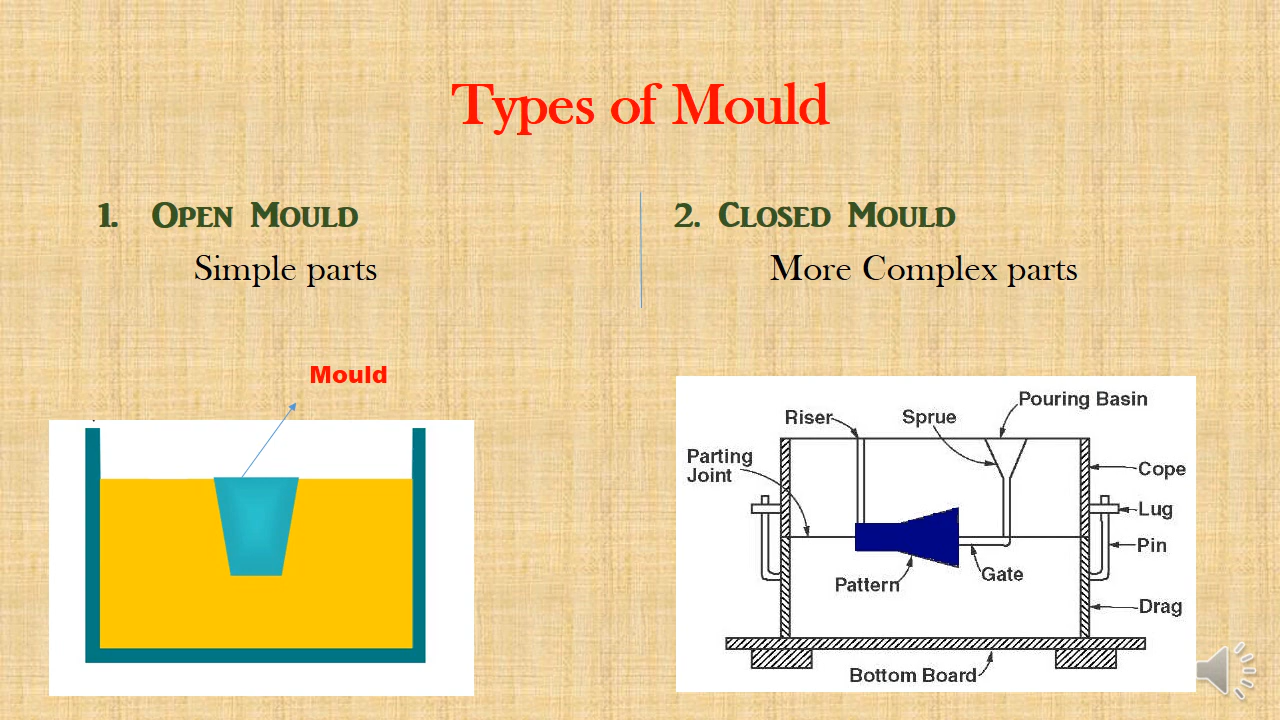 Types of Mould
1. Open Mould
Simple parts
2. Closed Mould
More Complex parts
Mould
Pouring Basin
Riser
Sprue
Parting
Joint
Cope
Lug
Pin
Gate
Pattern
Drag
Bottom Board